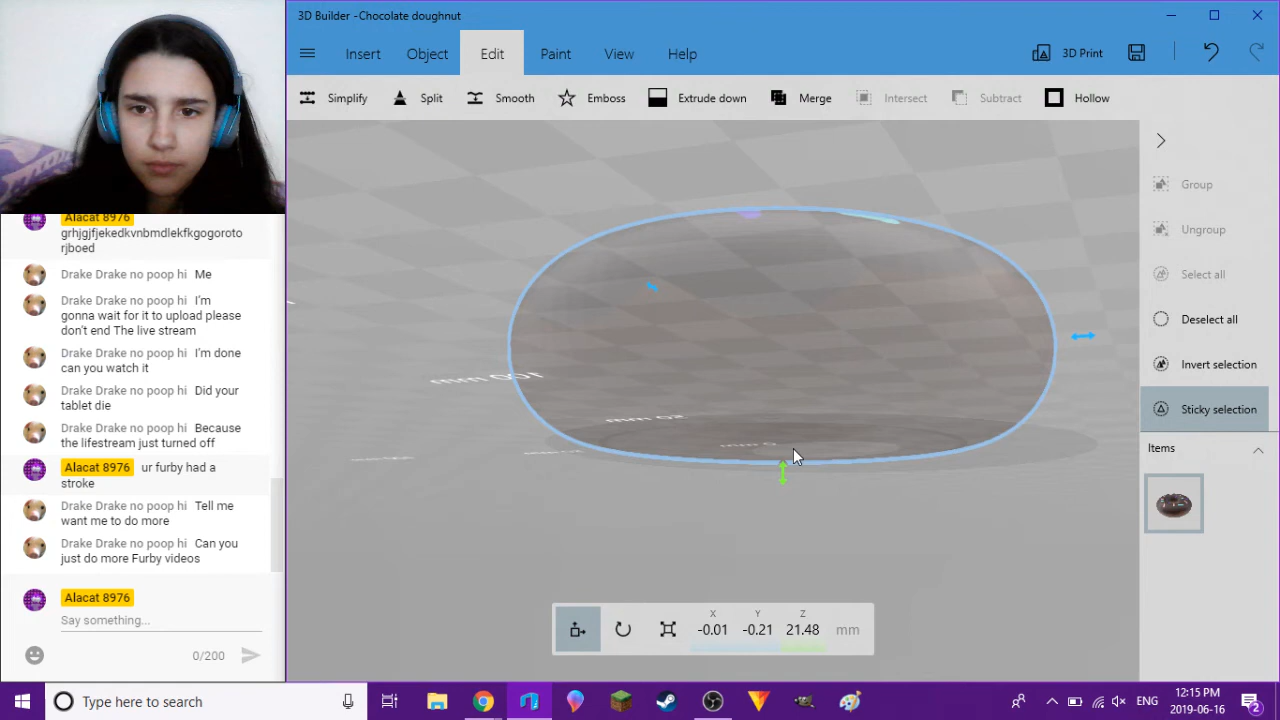 3D Builder -Chocolate doughnut
Insert
Object
Edit
Paint
View
Help
3D Print
Simplify
Split
Smooth
Emboss
Extrude down
Merge
Intersect
Subtract
Hollow
Alacat 8976
grhjgjfjekedkvnbmdlekfkgogoroto
rjboed
Drake Drake no poop hi Me
Drake Drake no poop hi I'm
gonna wait for it to upload please
don't end The live stream
Drake Drake no poop hi I'm done
can you watch it
Drake Drake no poop hi Did your
tablet die
Drake Drake no poop hi Because
the lifestream just turned off
Alacat 8976 ur furby had a
stroke
Drake Drake no poop hi Tell me
want me to do more
Drake Drake no poop hi Can you
just do more Furby videos
Alacat 8976
Say something...
0/200
mm 001
mm 02
mm 0
Group
Ungroup
Select all
Deselect all
Invert selection
Sticky selection
Items
X Y Z
-0.01 -0.21 21.48 mm
Type here to search
ENG
12:15 PM
2019-06-16
2